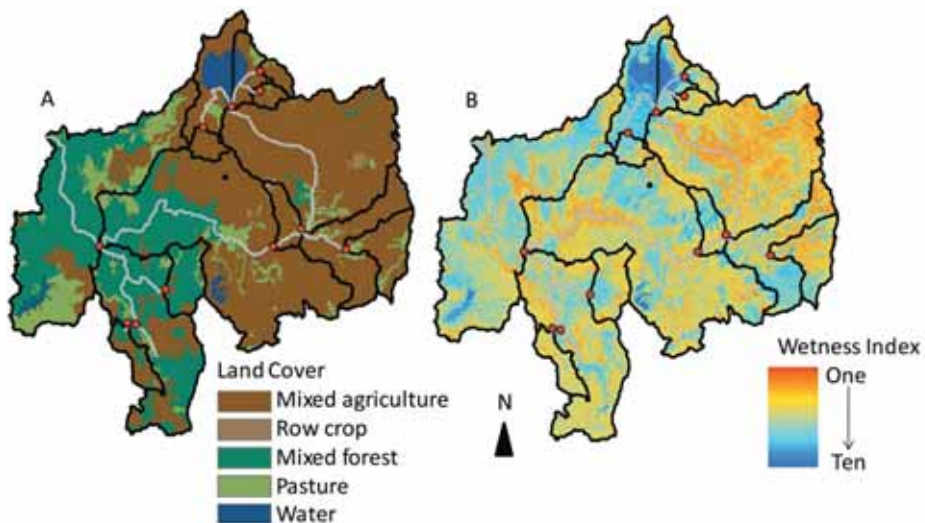 A
B
Land Cover
Mixed agriculture
Row crop
Mixed forest
Pasture
Water
N
Wetness Index
One
Ten